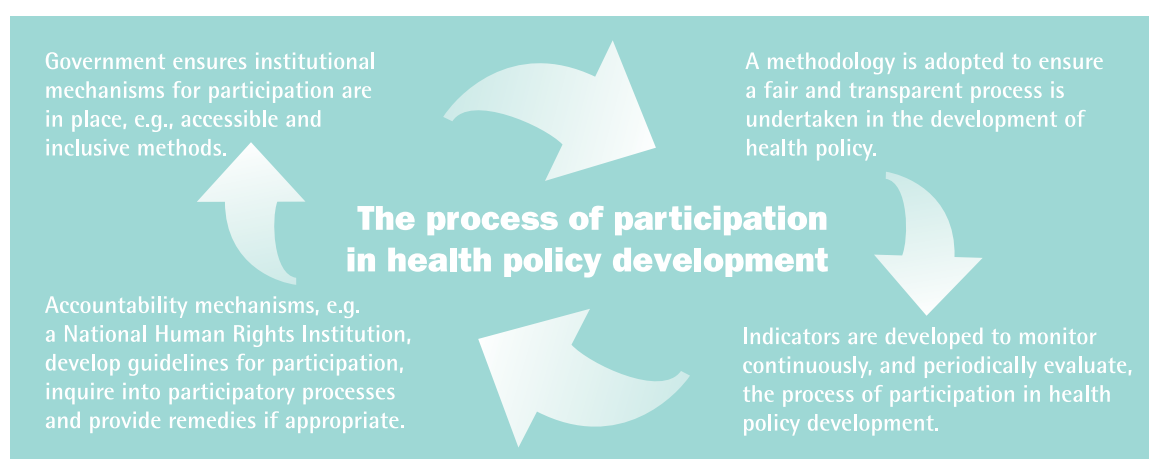 Government ensures institutional
mechanisms for participation are
in place, e.g., accessible and
inclusive methods.
A methodology is adopted to ensure
a fair and transparent process is
undertaken in the development of
health policy.
The process of participation
in health policy development
Accountability mechanisms, e.g.
a National Human Rights Institution,
develop guidelines for participation,
inquire into participatory processes
and provide remedies if appropriate.
Indicators are developed to monitor
continuously, and periodically evaluate,
the process of participation in health
policy development.